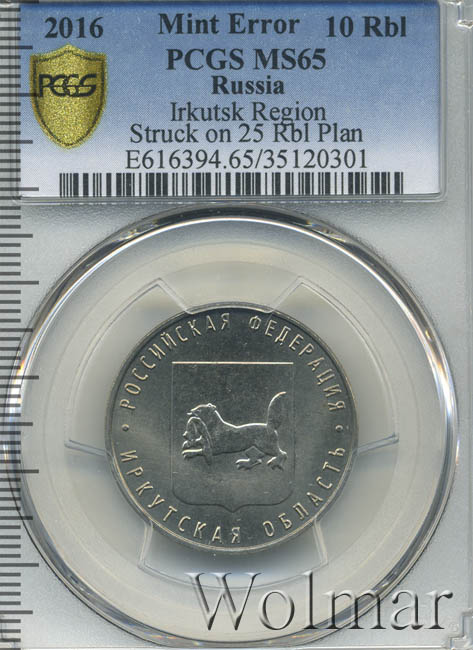 2016 Mint Error 10 Rbl
PCGS MS65
PCGS
Russia
Irkutsk Region
Struck on 25 Rbl Plan
E616394.65/35120301
• РОССИЙСКАЯ ФЕДЕРАЦИЯ •
ИРКУТСКАЯ ОБЛАСТЬ
Wolmar